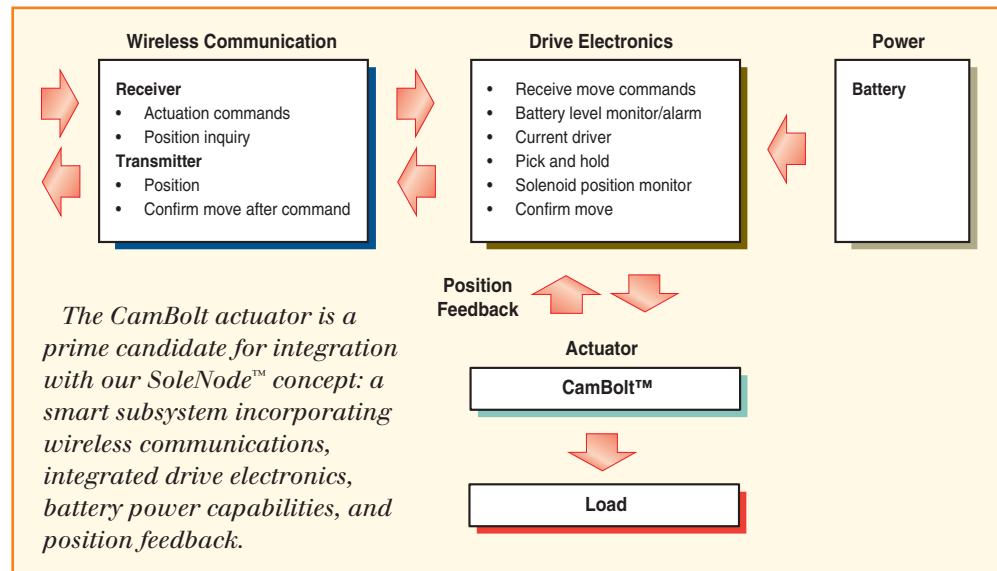 Wireless Communication
Receiver
• Actuation commands
• Position inquiry
Transmitter
• Position
• Confirm move after command
Drive Electronics
• Receive move commands
• Battery level monitor/alarm
• Current driver
• Pick and hold
• Solenoid position monitor
• Confirm move
Power
Battery
Position
Feedback
Actuator
CamBolt™
Load
The CamBolt actuator is a
prime candidate for integration
with our SoleNode™ concept: a
smart subsystem incorporating
wireless communications,
integrated drive electronics,
battery power capabilities, and
position feedback.